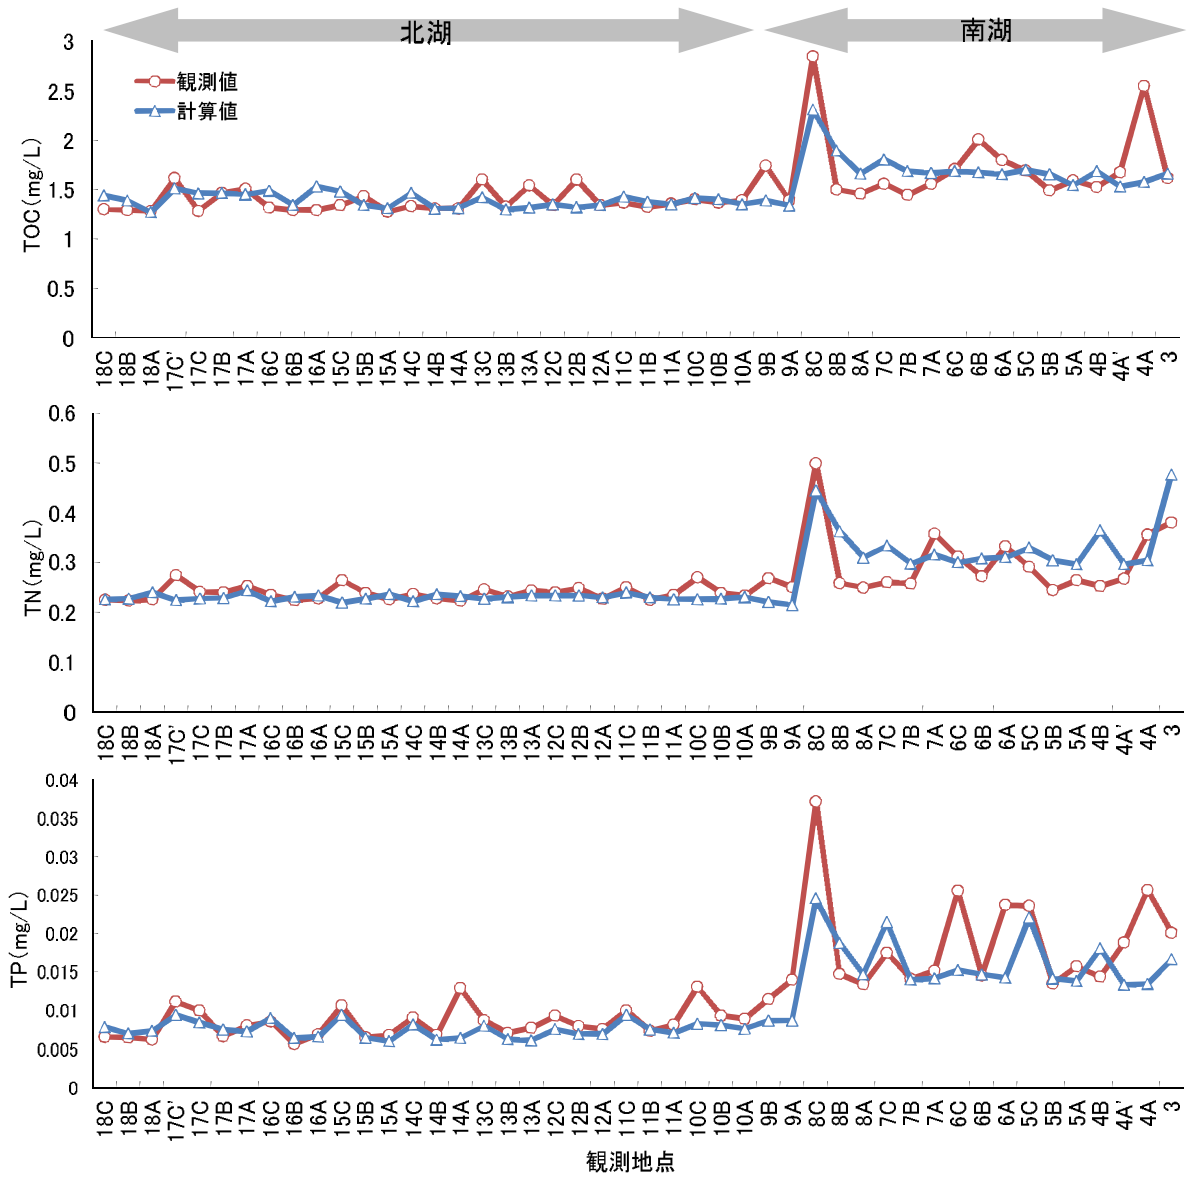 北湖 南湖
観測値
計算値
TOC(mg/L)
3
2.5
2
1.5
1
0.5
0
18C 18B 18A 17C' 17C 17B 17A 16C 16B 16A 15C 15B 15A 14C 14B 14A 13C 13B 13A 12C 12B 12A 11C 11B 11A 10C 10B 10A 9B 9A 8C 8B 8A 7C 7B 7A 6C 6B 6A 5C 5B 5A 4B 4A' 4A 3
TN(mg/L)
0.6
0.5
0.4
0.3
0.2
0.1
0
18C 18B 18A 17C' 17C 17B 17A 16C 16B 16A 15C 15B 15A 14C 14B 14A 13C 13B 13A 12C 12B 12A 11C 11B 11A 10C 10B 10A 9B 9A 8C 8B 8A 7C 7B 7A 6C 6B 6A 5C 5B 5A 4B 4A' 4A 3
TP(mg/L)
0.04
0.035
0.03
0.025
0.02
0.015
0.01
0.005
0
18C 18B 18A 17C' 17C 17B 17A 16C 16B 16A 15C 15B 15A 14C 14B 14A 13C 13B 13A 12C 12B 12A 11C 11B 11A 10C 10B 10A 9B 9A 8C 8B 8A 7C 7B 7A 6C 6B 6A 5C 5B 5A 4B 4A' 4A 3
観測地点